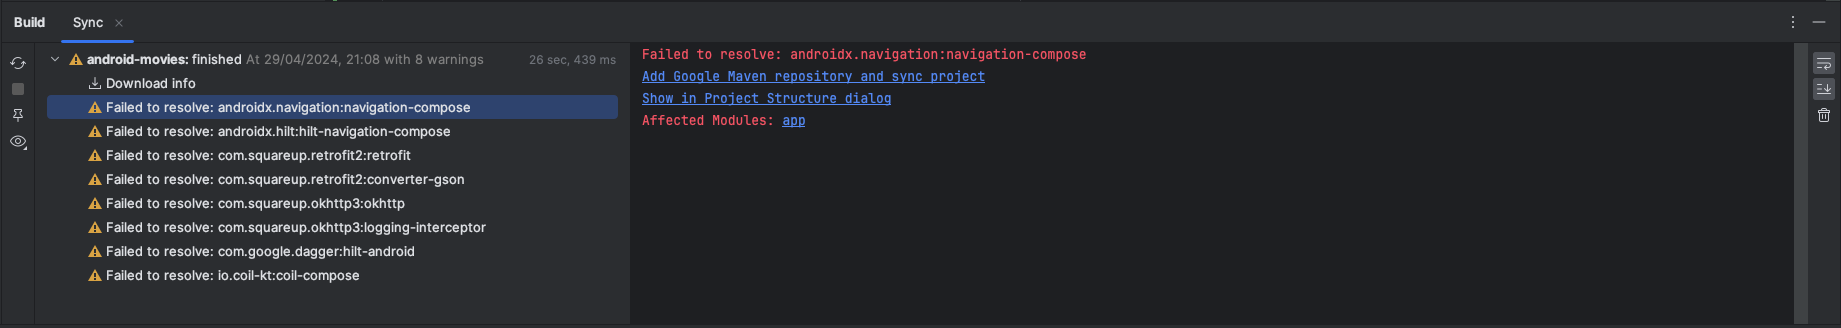 Build Sync
android-movies: finished At 29/04/2024, 21:08 with 8 warnings 26 sec, 439 ms
Download info
Failed to resolve: androidx.navigation:navigation-compose
Failed to resolve: androidx.hilt:hilt-navigation-compose
Failed to resolve: com.squareup.retrofit2:retrofit
Failed to resolve: com.squareup.retrofit2:converter-gson
Failed to resolve: com.squareup.okhttp3:okhttp
Failed to resolve: com.squareup.okhttp3:logging-interceptor
Failed to resolve: com.google.dagger:hilt-android
Failed to resolve: io.coil-kt:coil-compose
Failed to resolve: androidx.navigation:navigation-compose
Add Google Maven repository and sync project
Show in Project Structure dialog
Affected Modules: app